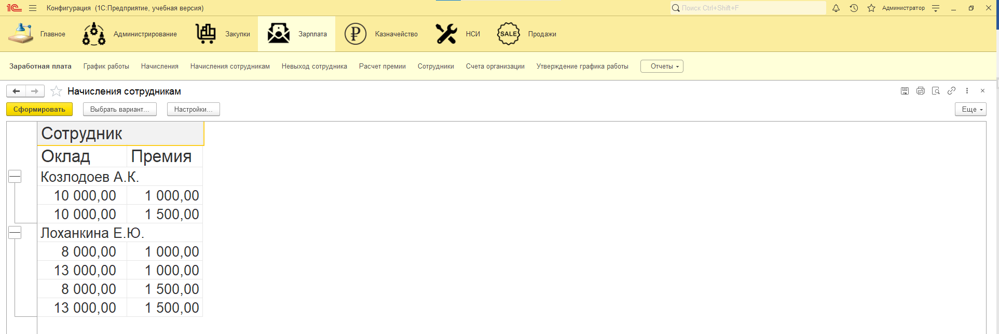 1С Конфигурация (1С:Предприятие, учебная версия) Поиск Ctrl+Shift+F Администратор
Главное Администрирование Закупки Зарплата Казначейство НСИ SALE Продажи
Заработная плата График работы Начисления Начисления сотрудникам Невыход сотрудника Расчет премии Сотрудники Счета организации Утверждение графика работы Отчеты
Начисления сотрудникам
Сформировать Выбрать вариант... Настройки... Еще
Сотрудник
Оклад Премия
Козлодоев А.К.
10 000,00 1 000,00
10 000,00 1 500,00
Лоханкина Е.Ю.
8 000,00 1 000,00
13 000,00 1 000,00
8 000,00 1 500,00
13 000,00 1 500,00